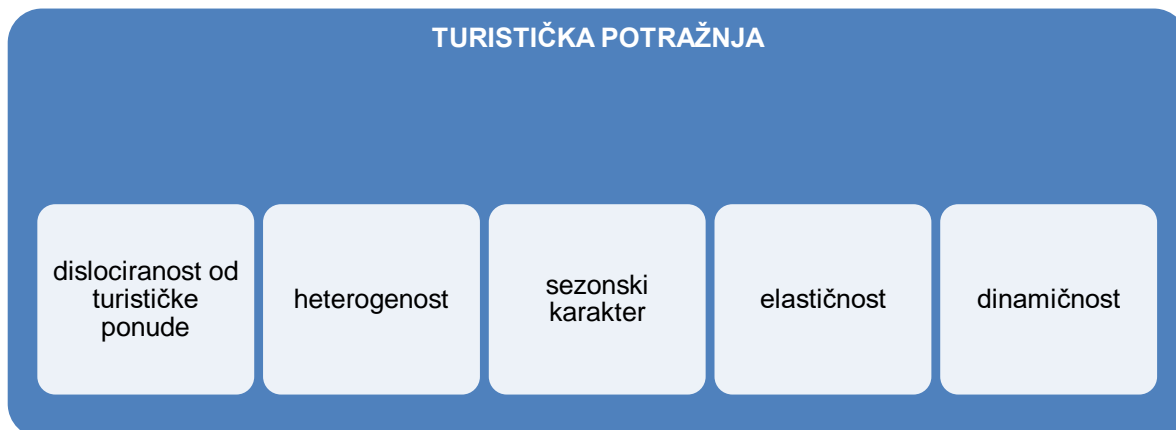 TURISTIČKA POTRAŽNJA
dislociranost od
turističke
ponude
heterogenost
sezonski
karakter
elastičnost
dinamičnost